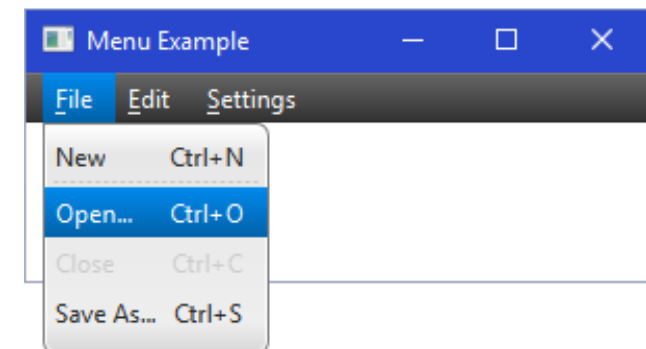 Menu Example
File Edit Settings
New Ctrl+N
Open... Ctrl+O
Close Ctrl+C
Save As... Ctrl+S